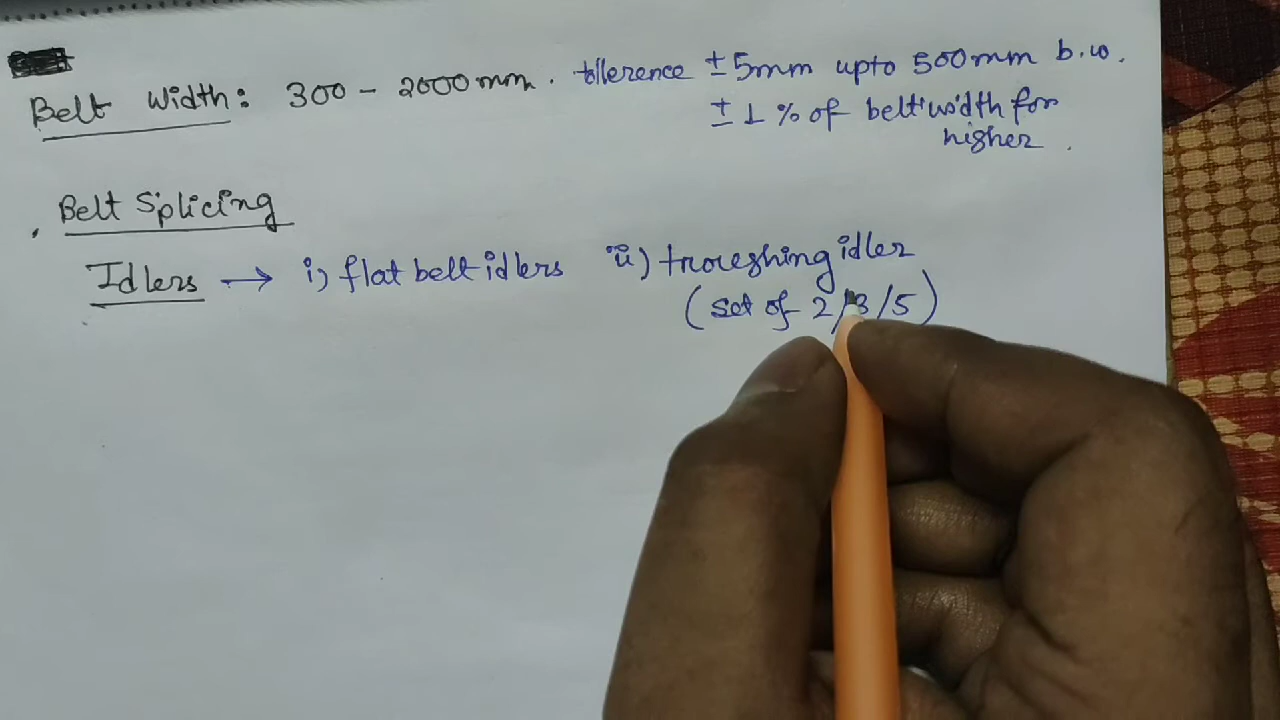 Belt Width: 300 - 2000 mm. tollerence ± 5mm upto 500mm b.w.
± 1 % of belt width for
higher.
Belt Splicing
Idlers → i) flat belt idlers ii) troughing idler
(set of 2/3/5)